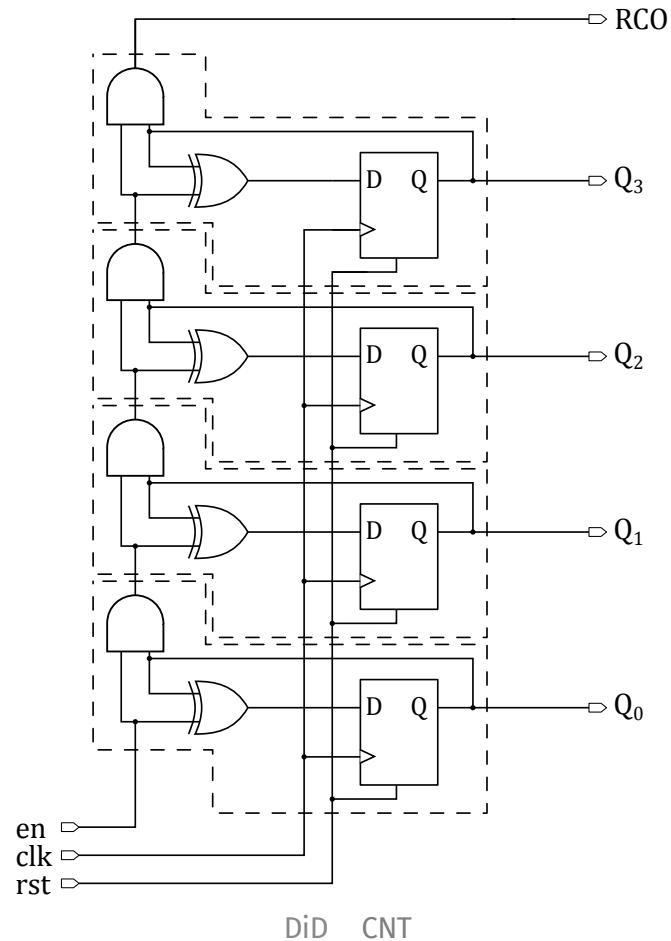 RCO
D Q Q₃
D Q Q₂
D Q Q₁
D Q Q₀
en
clk
rst
DiD CNT